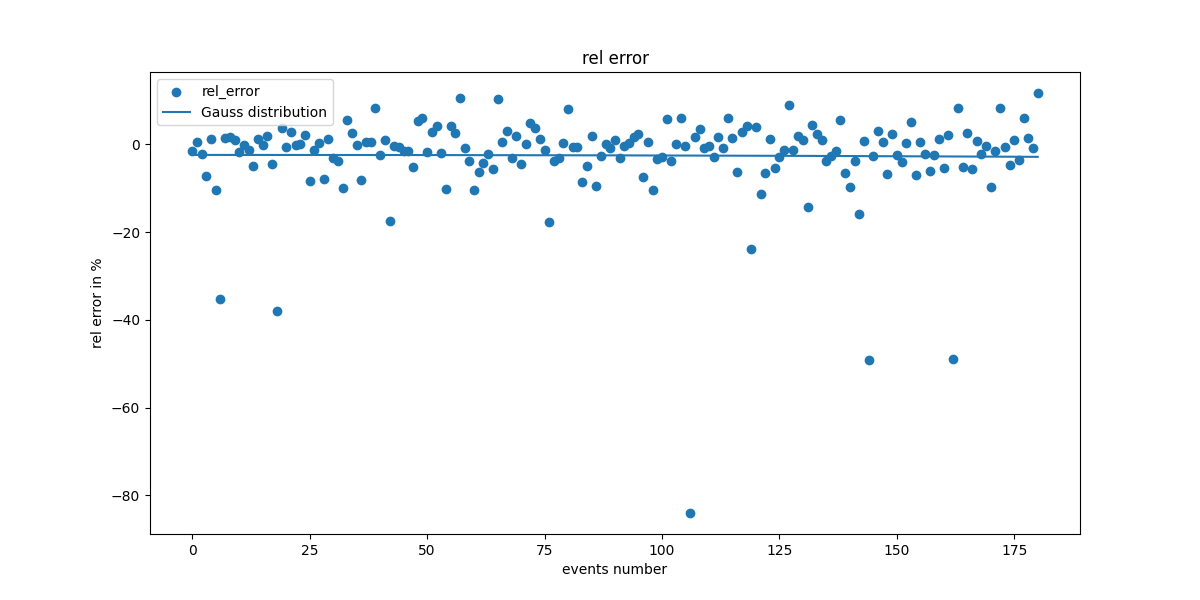 rel error
rel_error
Gauss distribution
rel error in %
0
−20
−40
−60
−80
0 25 50 75 100 125 150 175
events number